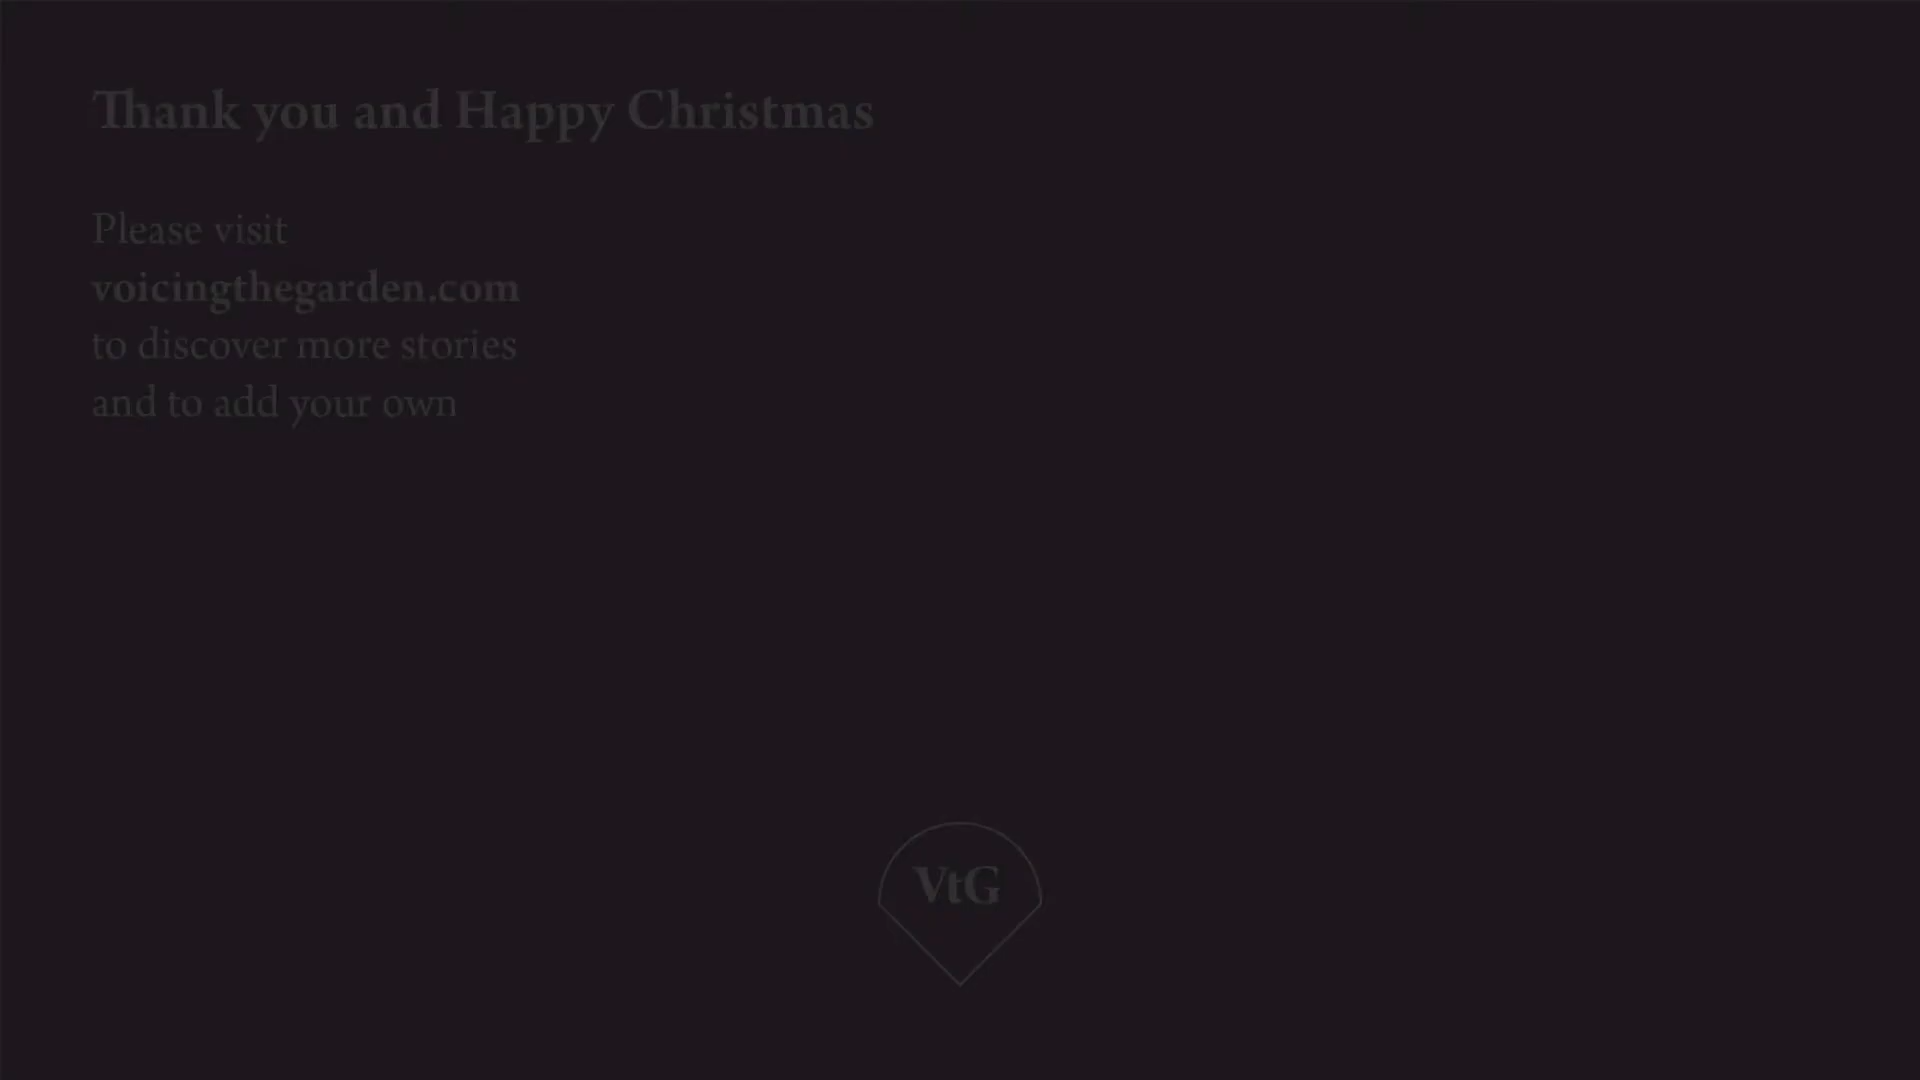 Thank you and Happy Christmas
Please visit
voicingthegarden.com
to discover more stories
and to add your own
VtG